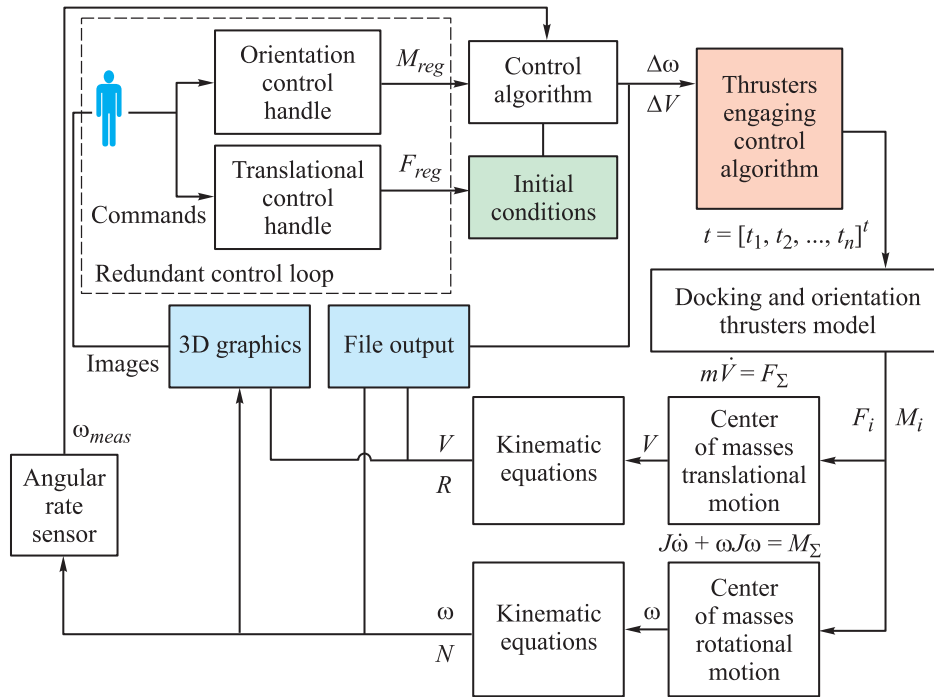 Orientation
control
handle
M_reg
Control
algorithm
Δω
ΔV
Thrusters
engaging
control
algorithm
Commands
Translational
control
handle
F_reg
Initial
conditions
t = [t₁, t₂, ..., tₙ]ᵗ
Redundant control loop
Docking and orientation
thrusters model
Images
3D graphics
File output
mV̇ = F_Σ
F_i
M_i
ω_meas
V
R
Kinematic
equations
V
Center
of masses
translational
motion
Angular
rate
sensor
Jω̇ + ωJω = M_Σ
ω
N
Kinematic
equations
ω
Center
of masses
rotational
motion